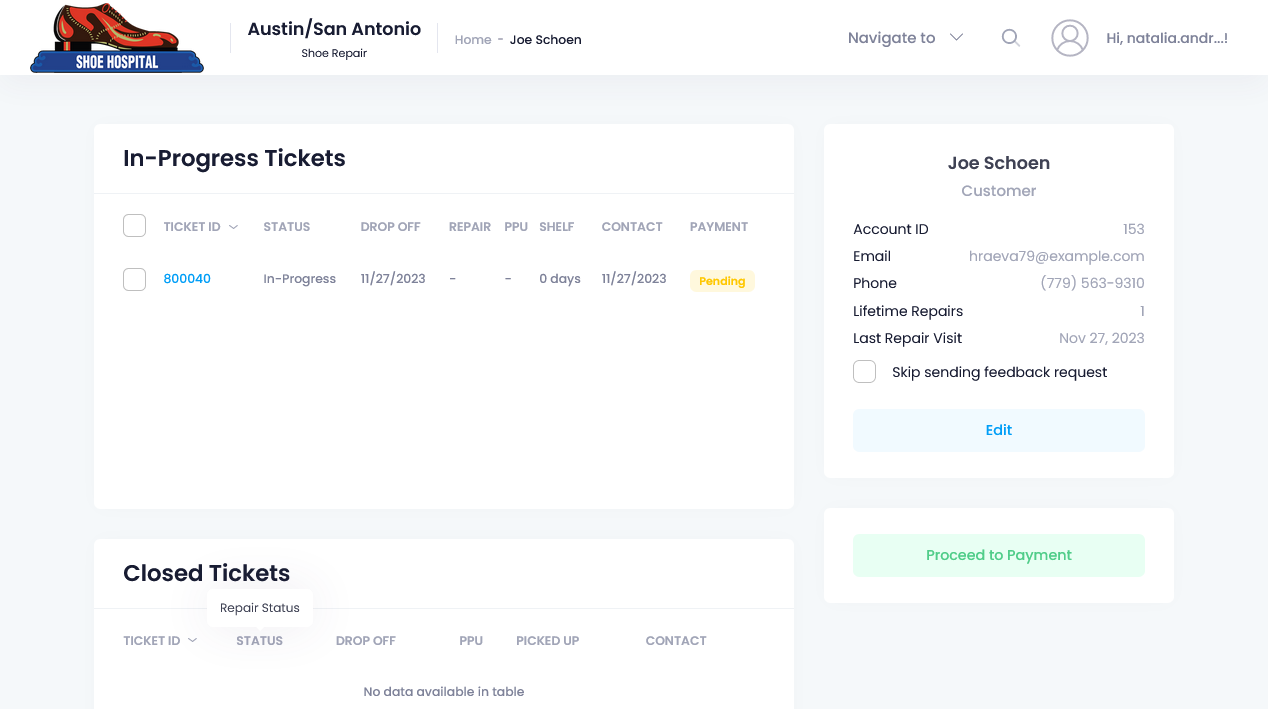 SHOE HOSPITAL
Austin/San Antonio
Shoe Repair
Home - Joe Schoen
Navigate to
Hi, natalia.andr...!
In-Progress Tickets
TICKET ID STATUS DROP OFF REPAIR PPU SHELF CONTACT PAYMENT
800040 In-Progress 11/27/2023 - - 0 days 11/27/2023 Pending
Closed Tickets
Repair Status
TICKET ID STATUS DROP OFF PPU PICKED UP CONTACT
No data available in table
Joe Schoen
Customer
Account ID 153
Email hraeva79@example.com
Phone (779) 563-9310
Lifetime Repairs 1
Last Repair Visit Nov 27, 2023
Skip sending feedback request
Edit
Proceed to Payment